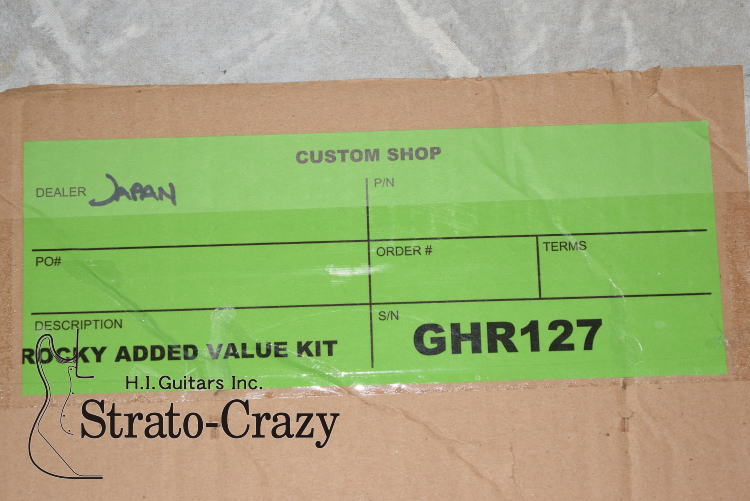 CUSTOM SHOP
DEALER JAPAN
P/N
PO#
ORDER #
TERMS
DESCRIPTION
ROCKY ADDED VALUE KIT
S/N
GHR127
H.I.Guitars Inc.
Strato-Crazy